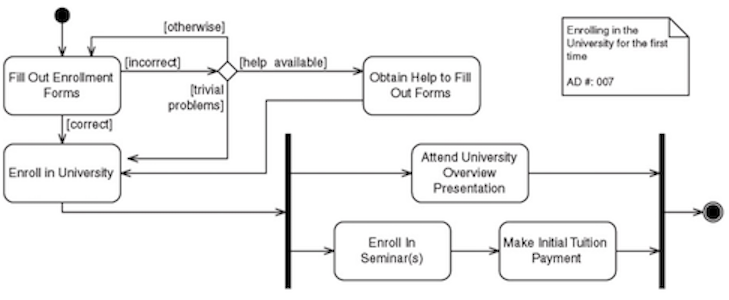 [otherwise]
Fill Out Enrollment
Forms
[incorrect]
[help available]
[trivial
problems]
Obtain Help to Fill
Out Forms
Enrolling in the
University for the first
time
AD #: 007
[correct]
Enroll in University
Attend University
Overview
Presentation
Enroll In
Seminar(s)
Make Initial Tuition
Payment